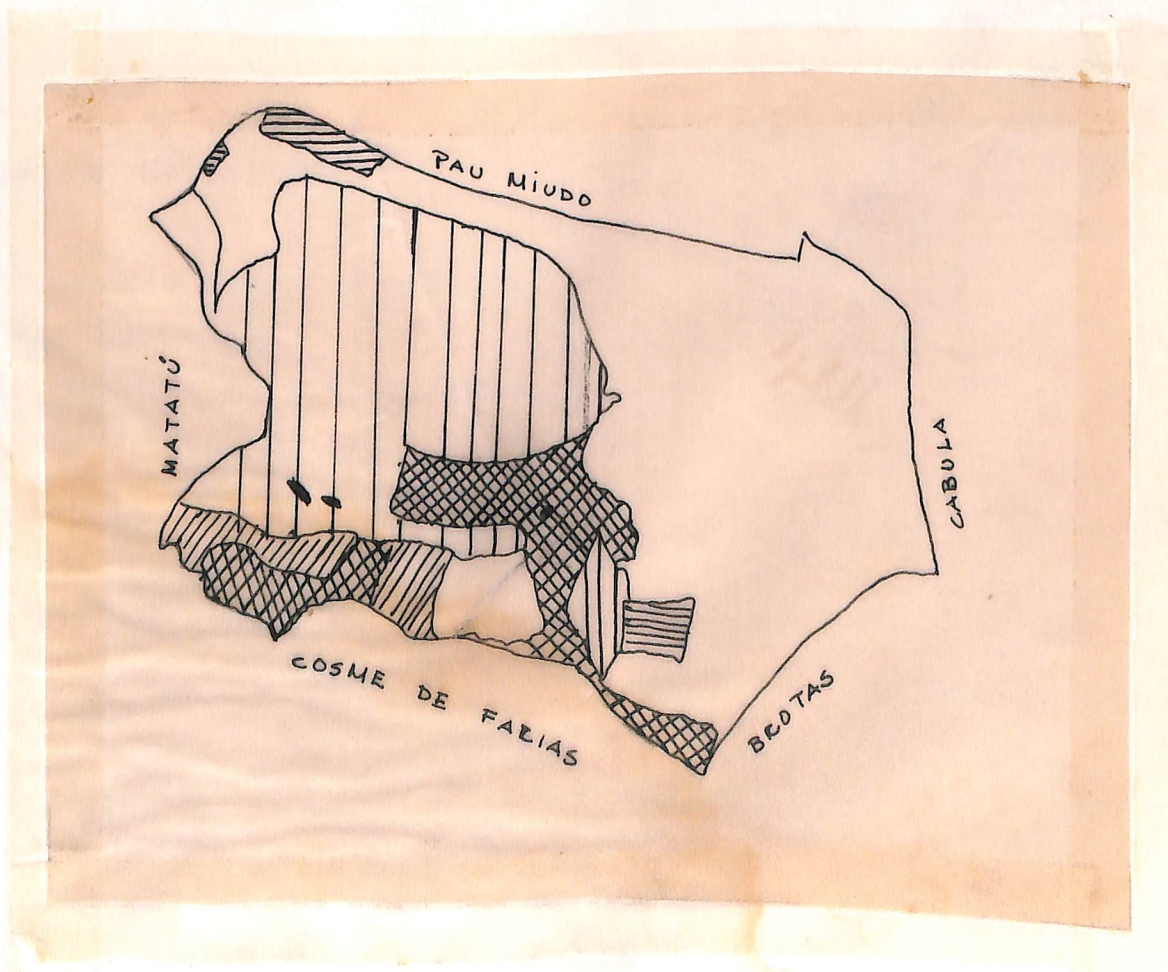 PAU MIUDO
MATATÚ
CABULA
COSME DE FARIAS
BROTAS